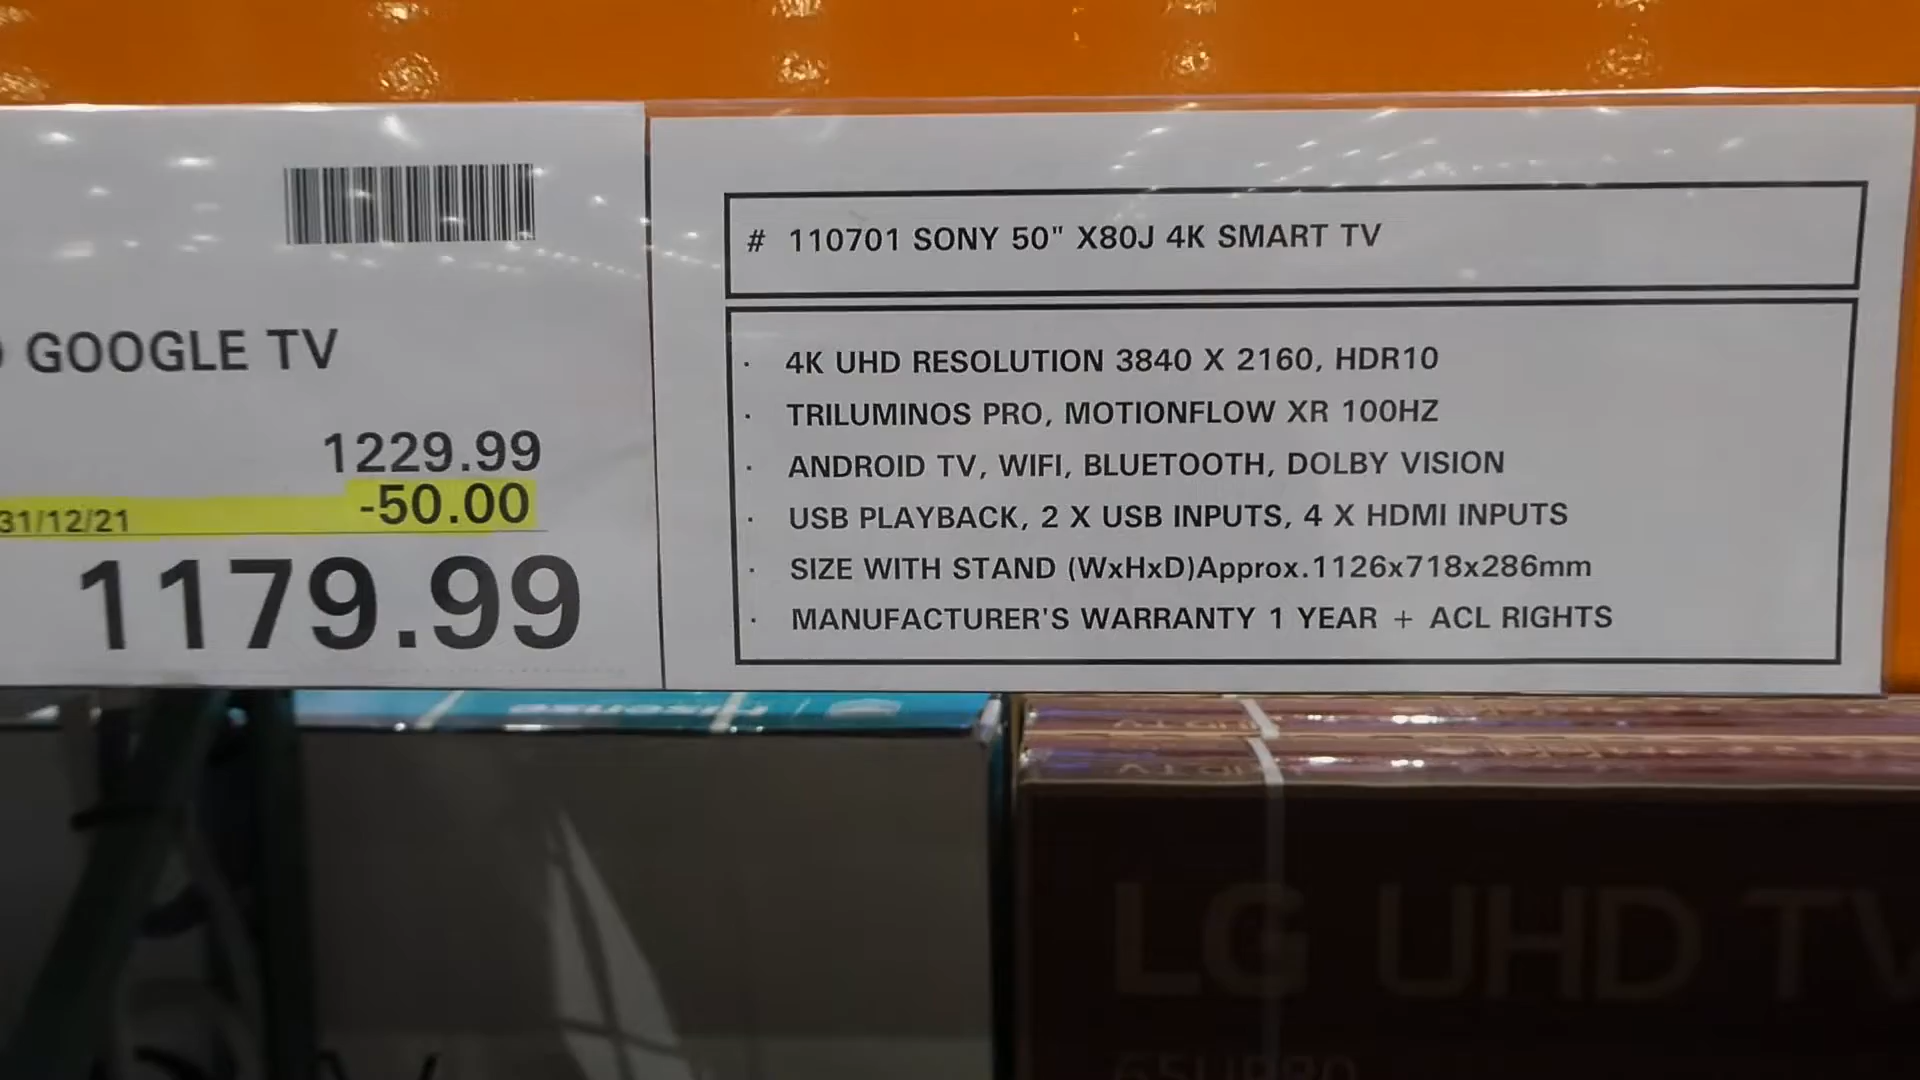 GOOGLE TV
1229.99
31/12/21 -50.00
1179.99
# 110701 SONY 50" X80J 4K SMART TV
· 4K UHD RESOLUTION 3840 X 2160, HDR10
· TRILUMINOS PRO, MOTIONFLOW XR 100HZ
· ANDROID TV, WIFI, BLUETOOTH, DOLBY VISION
· USB PLAYBACK, 2 X USB INPUTS, 4 X HDMI INPUTS
· SIZE WITH STAND (WxHxD)Approx.1126x718x286mm
· MANUFACTURER'S WARRANTY 1 YEAR + ACL RIGHTS
Hisense
LG UHD TV